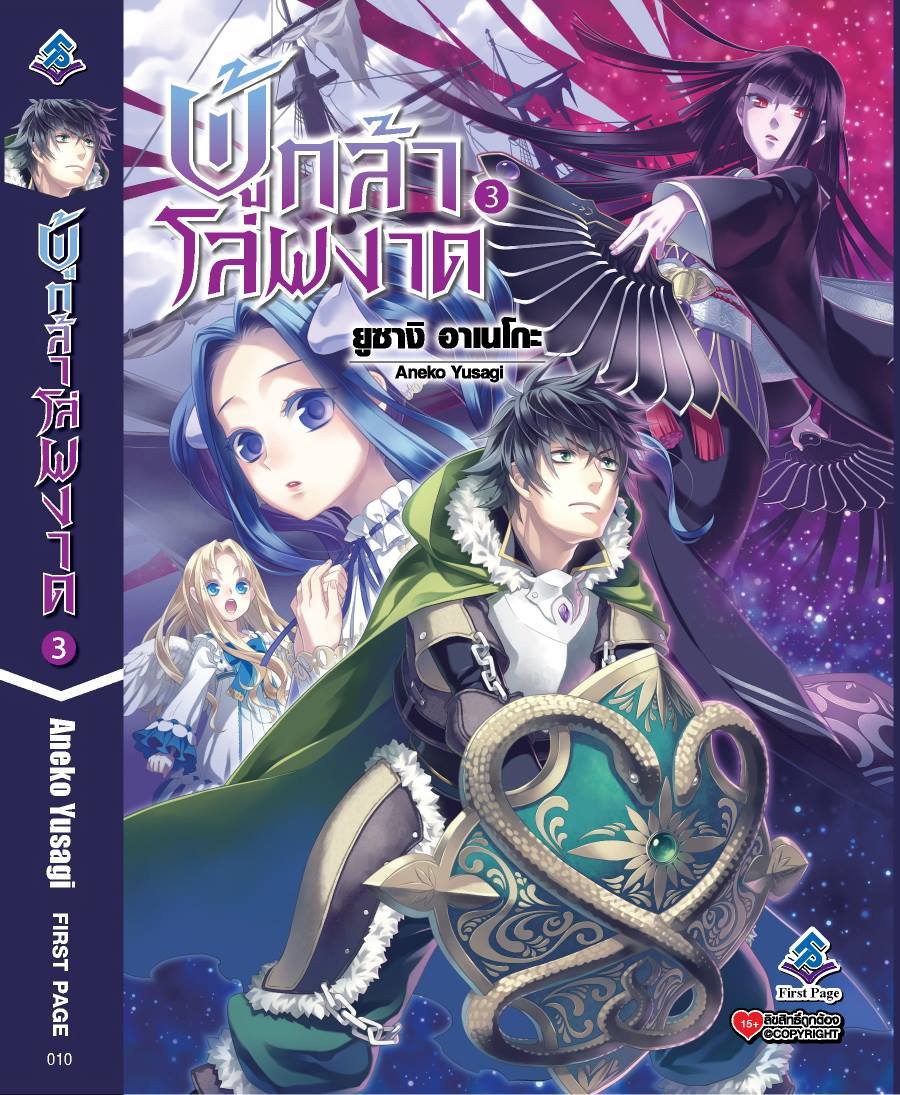 FP
ผู้กล้าโล่ผงาด
3
Aneko Yusagi
FIRST PAGE
010
ผู้กล้า
โล่ผงาด
3
ยูซางิ อาเนโกะ
Aneko Yusagi
FP
First Page
15+
ลิขสิทธิ์ถูกต้อง
©COPYRIGHT